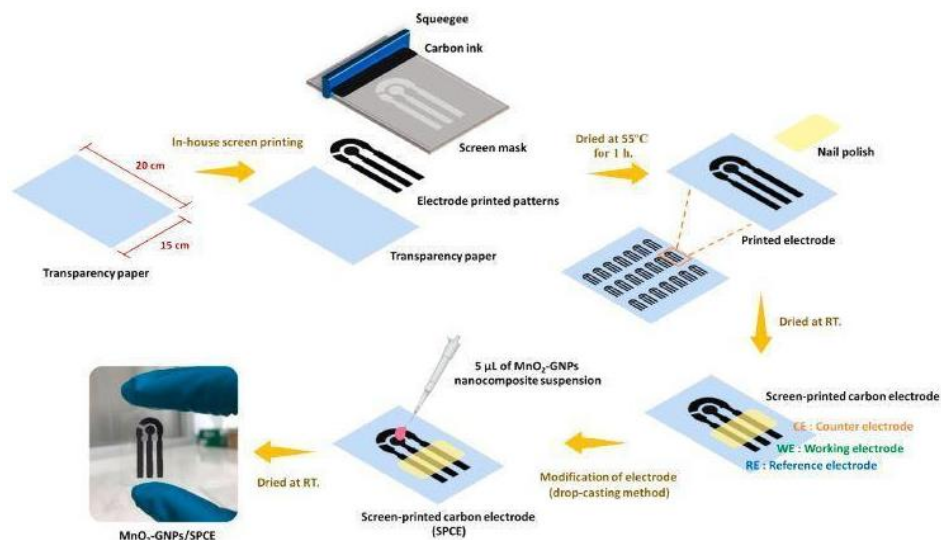 Squeegee
Carbon ink
Screen mask
In-house screen printing
20 cm
15 cm
Transparency paper
Electrode printed patterns
Transparency paper
Dried at 55°C
for 1 h.
Nail polish
Printed electrode
Dried at RT.
Screen-printed carbon electrode
CE : Counter electrode
WE : Working electrode
RE : Reference electrode
Modification of electrode
(drop-casting method)
5 µL of MnO₂-GNPs
nanocomposite suspension
Screen-printed carbon electrode
(SPCE)
Dried at RT.
MnO₂-GNPs/SPCE